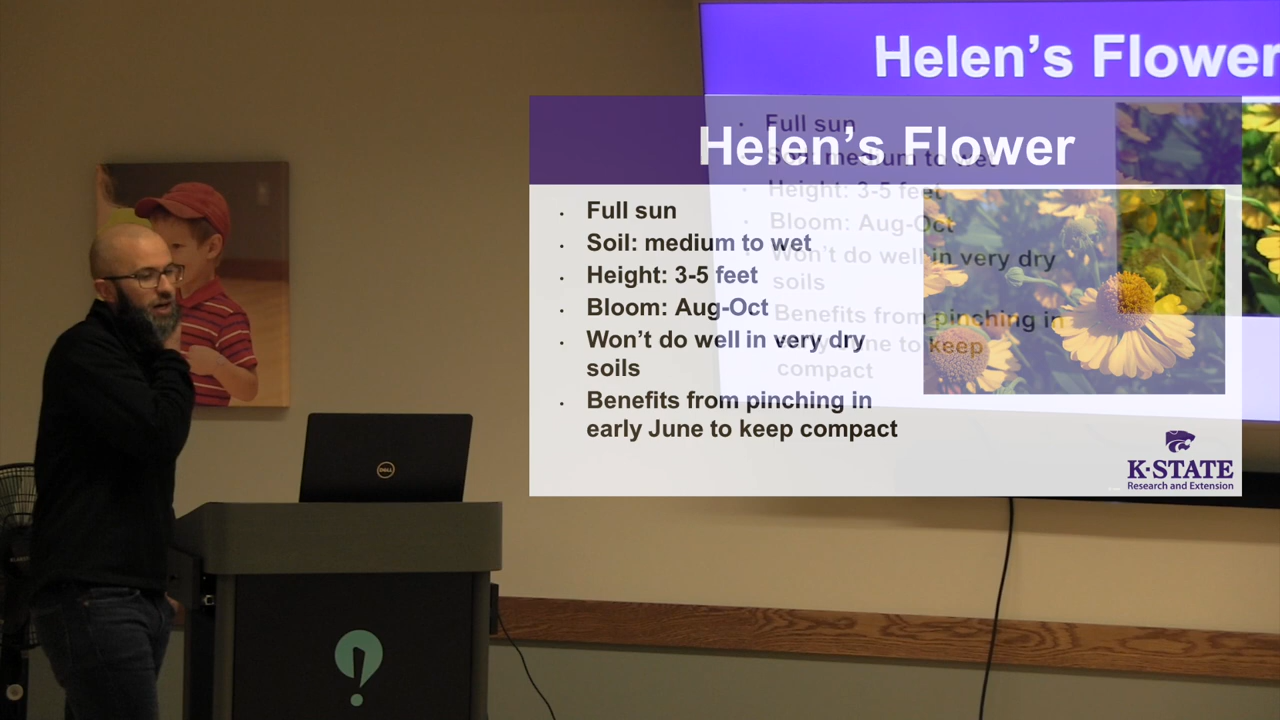 Helen's Flower
Full sun
Soil: medium to wet
Height: 3-5 feet
Bloom: Aug-Oct
Won't do well in very dry
soils
Benefits from pinching in
early June to keep
compact
Helen's Flower
• Full sun
• Soil: medium to wet
• Height: 3-5 feet
• Bloom: Aug-Oct
• Won't do well in very dry
soils
• Benefits from pinching in
early June to keep compact
K-STATE
Research and Extension
DELL